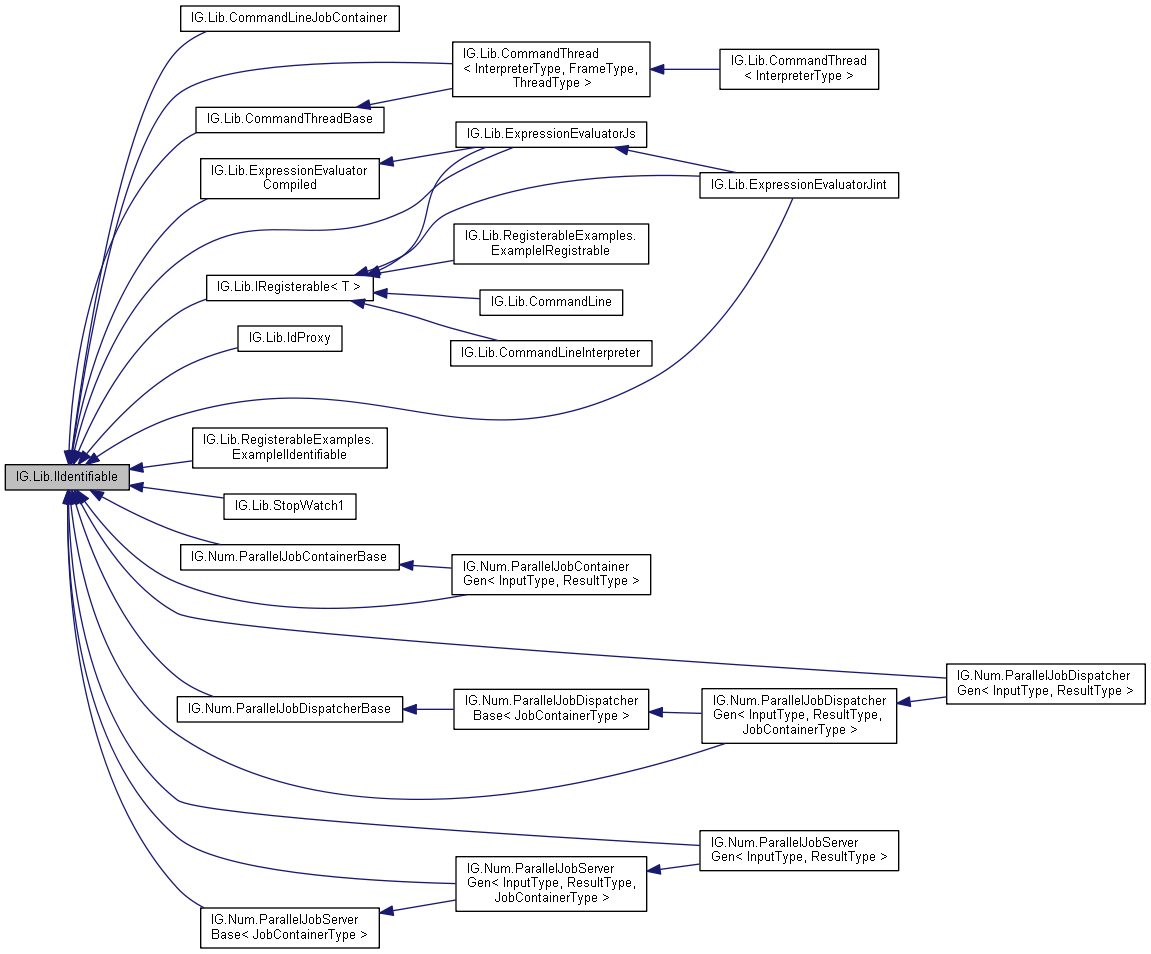 IG.Lib.CommandLineJobContainer
IG.Lib.CommandThread
< InterpreterType, FrameType,
ThreadType >
IG.Lib.CommandThread
< InterpreterType >
IG.Lib.CommandThreadBase
IG.Lib.ExpressionEvaluatorJs
IG.Lib.ExpressionEvaluator
Compiled
IG.Lib.ExpressionEvaluatorJint
IG.Lib.RegisterableExamples.
ExampleIRegistrable
IG.Lib.IRegisterable< T >
IG.Lib.CommandLine
IG.Lib.IdProxy
IG.Lib.CommandLineInterpreter
IG.Lib.RegisterableExamples.
ExampleIIdentifiable
IG.Lib.IIdentifiable
IG.Lib.StopWatch1
IG.Num.ParallelJobContainerBase
IG.Num.ParallelJobContainer
Gen< InputType, ResultType >
IG.Num.ParallelJobDispatcher
Gen< InputType, ResultType >
IG.Num.ParallelJobDispatcherBase
IG.Num.ParallelJobDispatcher
Base< JobContainerType >
IG.Num.ParallelJobDispatcher
Gen< InputType, ResultType,
JobContainerType >
IG.Num.ParallelJobServer
Gen< InputType, ResultType >
IG.Num.ParallelJobServer
Gen< InputType, ResultType,
JobContainerType >
IG.Num.ParallelJobServer
Base< JobContainerType >